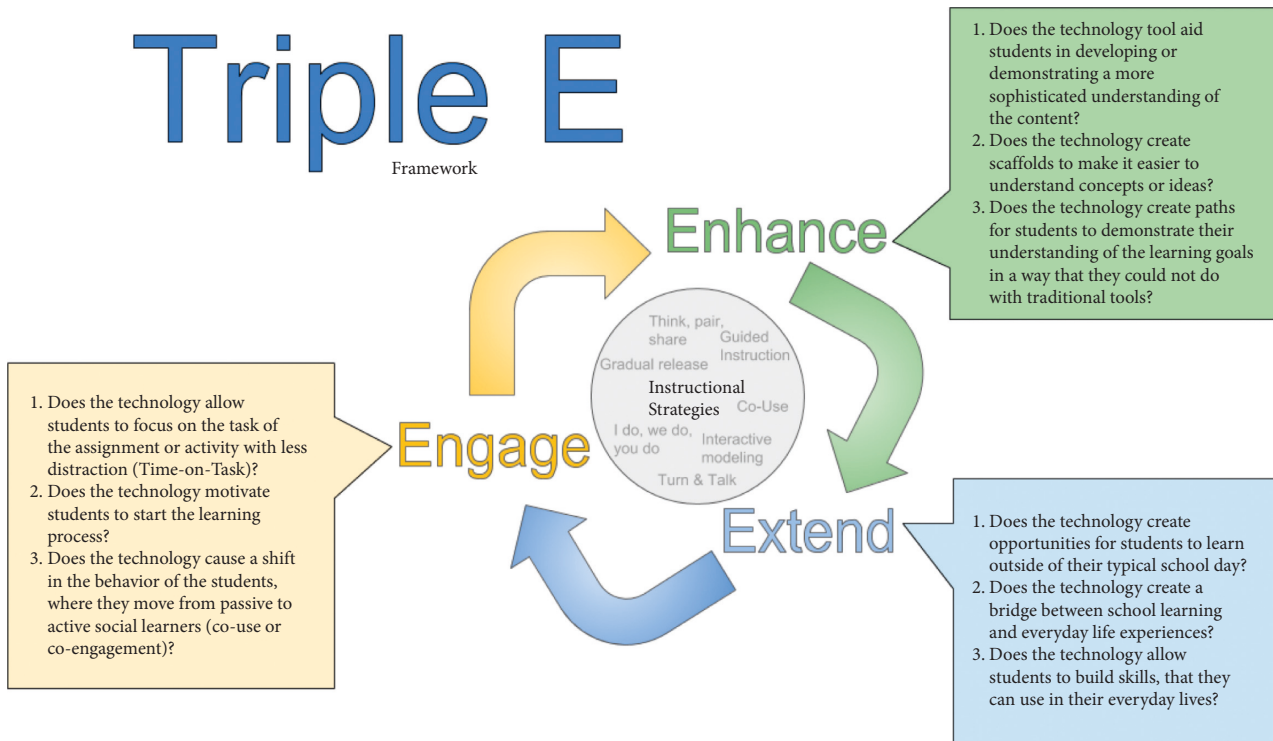 Triple E
Framework
1. Does the technology tool aid
students in developing or
demonstrating a more
sophisticated understanding of
the content?
2. Does the technology create
scaffolds to make it easier to
understand concepts or ideas?
3. Does the technology create paths
for students to demonstrate their
understanding of the learning goals
in a way that they could not do
with traditional tools?
Enhance
Think, pair,
share
Guided
Instruction
Gradual release
Instructional
Strategies
Co-Use
I do, we do,
you do
Interactive
modeling
Turn & Talk
Engage
1. Does the technology allow
students to focus on the task of
the assignment or activity with less
distraction (Time-on-Task)?
2. Does the technology motivate
students to start the learning
process?
3. Does the technology cause a shift
in the behavior of the students,
where they move from passive to
active social learners (co-use or
co-engagement)?
Extend
1. Does the technology create
opportunities for students to learn
outside of their typical school day?
2. Does the technology create a
bridge between school learning
and everyday life experiences?
3. Does the technology allow
students to build skills, that they
can use in their everyday lives?